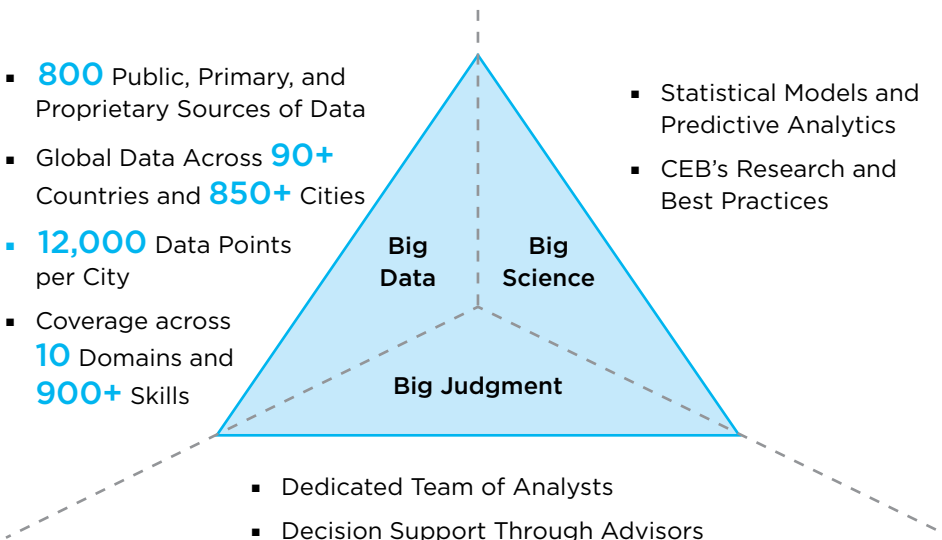 ▪ 800 Public, Primary, and
Proprietary Sources of Data
▪ Global Data Across 90+
Countries and 850+ Cities
▪ 12,000 Data Points
per City
▪ Coverage across
10 Domains and
900+ Skills
▪ Statistical Models and
Predictive Analytics
▪ CEB’s Research and
Best Practices
Big
Data
Big
Science
Big Judgment
▪ Dedicated Team of Analysts
▪ Decision Support Through Advisors